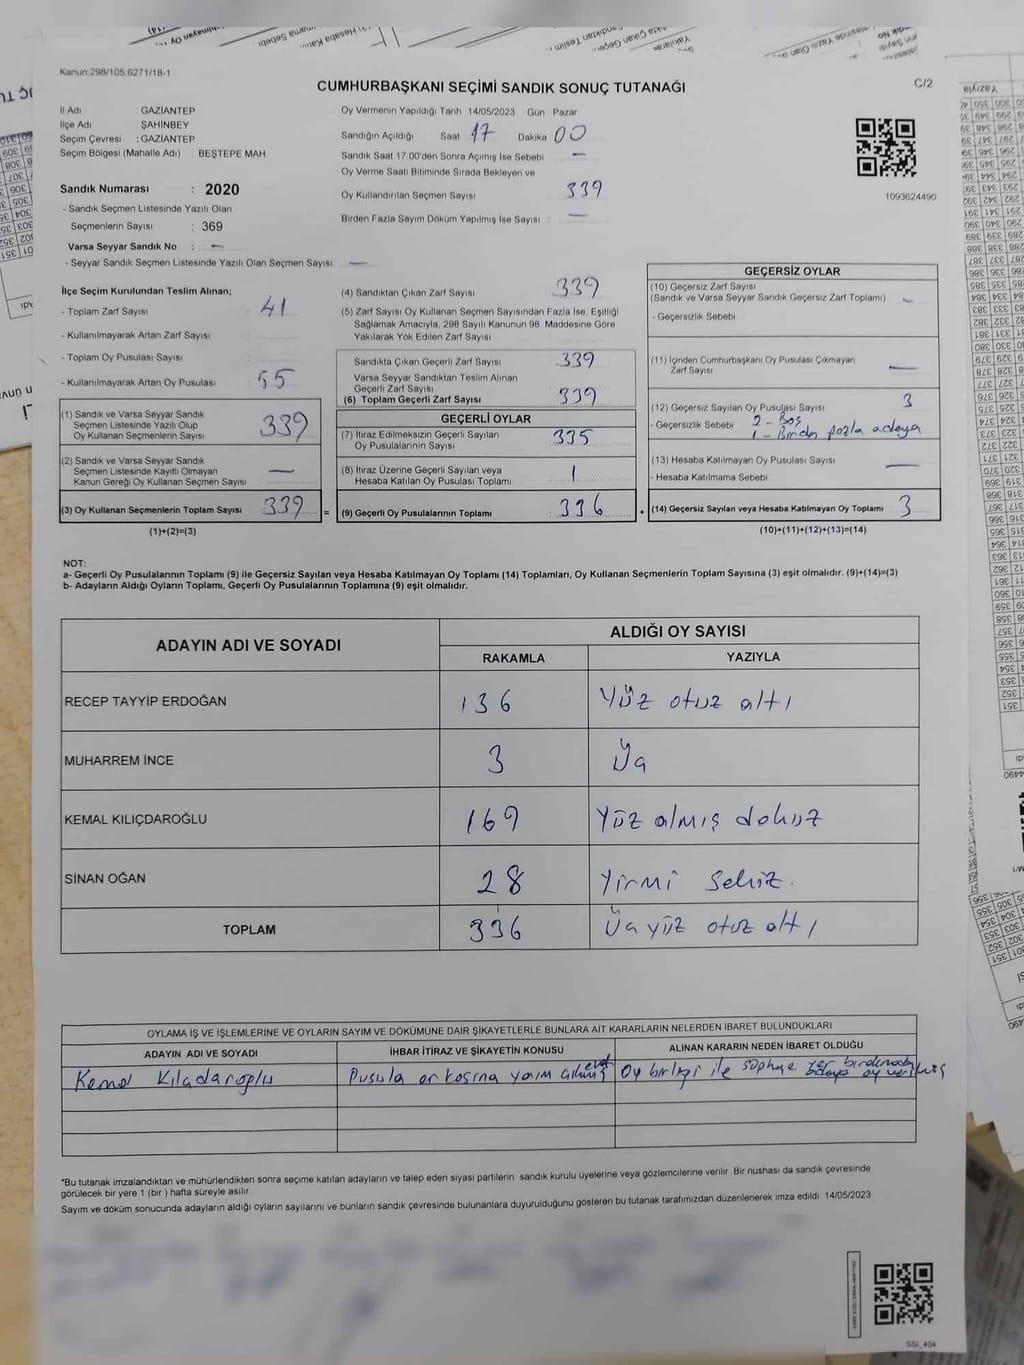 Kanun;298/105,6271/18-1
C/2
CUMHURBAŞKANI SEÇİMİ SANDIK SONUÇ TUTANAĞI
İl Adı : GAZİANTEP
İlçe Adı : ŞAHİNBEY
Seçim Çevresi : GAZİANTEP
Seçim Bölgesi (Mahalle Adı) : BEŞTEPE MAH
Sandık Numarası : 2020
- Sandık Seçmen Listesinde Yazılı Olan
Seçmenlerin Sayısı : 369
Varsa Seyyar Sandık No : —
- Seyyar Sandık Seçmen Listesinde Yazılı Olan Seçmen Sayısı: —
Oy Vermenin Yapıldığı Tarih 14/05/2023 Gün Pazar
Sandığın Açıldığı Saat 17 Dakika 00
Sandık Saat 17.00'den Sonra Açımış İse Sebebi —
Oy Verme Saati Bitiminde Sırada Bekleyen ve
Oy Kullandırılan Seçmen Sayısı 339
Birden Fazla Sayım Döküm Yapılmış İse Sayısı : —
1093624490
İlçe Seçim Kurulundan Teslim Alınan;
- Toplam Zarf Sayısı : 41
- Kullanılmayarak Artan Zarf Sayısı :
- Toplam Oy Pusulası Sayısı :
- Kullanılmayarak Artan Oy Pusulası 55
(1) Sandık ve Varsa Seyyar Sandık
Seçmen Listesinde Yazılı Olup
Oy Kullanan Seçmenlerin Sayısı 339
(2) Sandık ve Varsa Seyyar Sandık
Seçmen Listesinde Kayıtlı Olmayan
Kanun Gereği Oy Kullanan Seçmen Sayısı —
(3) Oy Kullanan Seçmenlerin Toplam Sayısı 339 =
(1)+(2)=(3)
(4) Sandıktan Çıkan Zarf Sayısı 339
(5) Zarf Sayısı Oy Kullanan Seçmen Sayısından Fazla İse, Eşitliği
Sağlamak Amacıyla, 298 Sayılı Kanunun 98. Maddesine Göre
Yakılarak Yok Edilen Zarf Sayısı
Sandıkta Çıkan Geçerli Zarf Sayısı 339
Varsa Seyyar Sandıktan Teslim Alınan
Geçerli Zarf Sayısı
(6) Toplam Geçerli Zarf Sayısı 339
GEÇERLİ OYLAR
(7) İtiraz Edilmeksizin Geçerli Sayılan
Oy Pusulasının Sayısı 335
(8) İtiraz Üzerine Geçerli Sayılan veya
Hesaba Katılan Oy Pusulası Toplamı 1
(9) Geçerli Oy Pusulalarının Toplamı 336 +
GEÇERSİZ OYLAR
(10) Geçersiz Zarf Sayısı
(Sandık ve Varsa Seyyar Sandık Geçersiz Zarf Toplamı) -
- Geçersizlik Sebebi
(11) İçinden Cumhurbaşkanı Oy Pusulası Çıkmayan
Zarf Sayısı —
(12) Geçersiz Sayılan Oy Pusulası Sayısı 3
- Geçersizlik Sebebi 2 - Boş
1 - Birden fazla adaya
(13) Hesaba Katılmayan Oy Pusulası Sayısı —
- Hesaba Katılmama Sebebi
(14) Geçersiz Sayılan veya Hesaba Katılmayan Oy Toplamı 3
(10)+(11)+(12)+(13)=(14)
NOT:
a- Geçerli Oy Pusulalarının Toplamı (9) ile Geçersiz Sayılan veya Hesaba Katılmayan Oy Toplamı (14) Toplamları, Oy Kullanan Seçmenlerin Toplam Sayısına (3) eşit olmalıdır. (9)+(14)=(3)
b- Adayların Aldığı Oyların Toplamı, Geçerli Oy Pusulalarının Toplamına (9) eşit olmalıdır.
ADAYIN ADI VE SOYADI
ALDIĞI OY SAYISI
RAKAMLA YAZIYLA
RECEP TAYYİP ERDOĞAN 136 Yüz otuz altı
MUHARREM İNCE 3 Üç
KEMAL KILIÇDAROĞLU 169 Yüz almış dokuz
SİNAN OĞAN 28 Yirmi sekiz.
TOPLAM 336 Üç yüz otuz altı
OYLAMA İŞ VE İŞLEMLERİNE VE OYLARIN SAYIM VE DÖKÜMÜNE DAİR ŞİKAYETLERLE BUNLARA AİT KARARLARIN NELERDEN İBARET BULUNDUKLARI
ADAYIN ADI VE SOYADI İHBAR İTİRAZ VE ŞİKAYETİN KONUSU ALINAN KARARIN NEDEN İBARET OLDUĞU
Kemal Kılıçdaroğlu Pusula arkasına yarım Oy birliği ile
*Bu tutanak imzalandıktan ve mühürlendikten sonra seçime katılan adayların ve talep eden siyasi partilerin sandık kurulu üyelerine veya gözlemcilerine verilir. Bir nüshası da sandık çevresinde
görülecek bir yere 1 (bir) hafta süreyle asılır.
Sayım ve döküm sonucunda adayların aldığı oyların sayılarını ve bunların sandık çevresinde bulunanlara duyurulduğunu gösteren bu tutanak tarafımızdan düzenlenerek imza edildi. 14/05/2023
SSİ_404